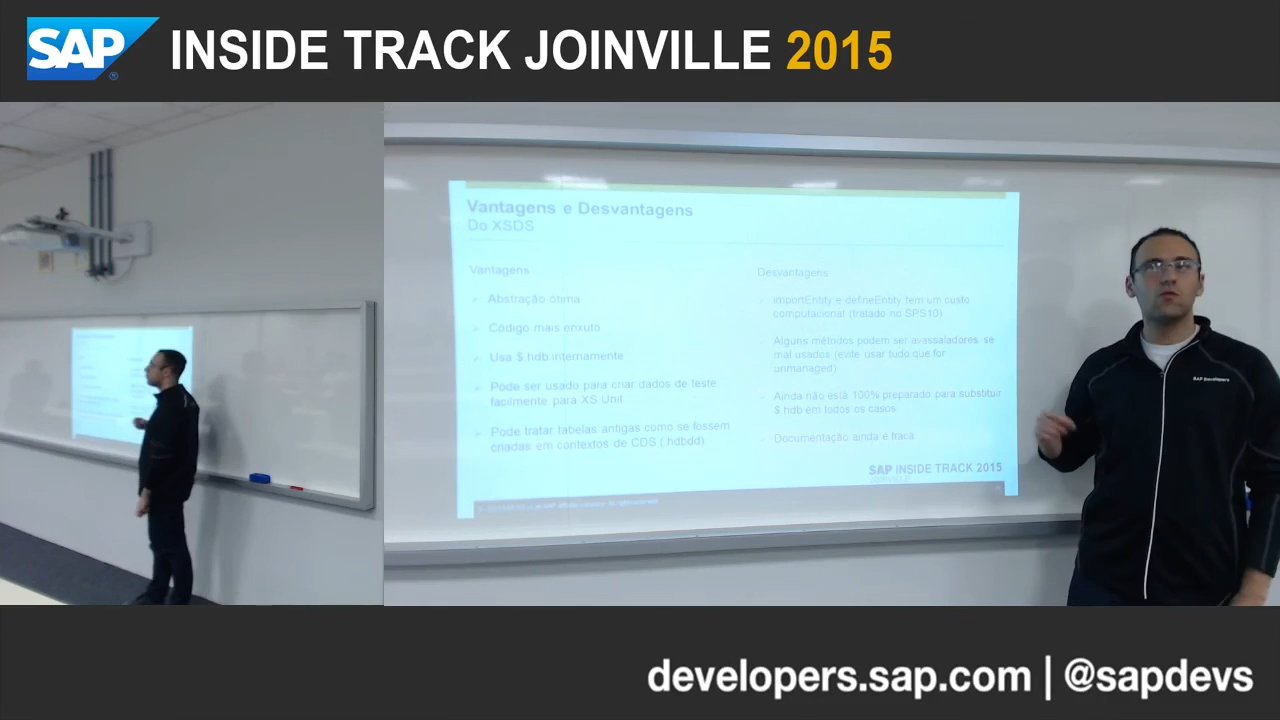 SAP INSIDE TRACK JOINVILLE 2015
Vantagens e Desvantagens
Do XSDS
Vantagens
Abstração ótima
Código mais enxuto
Usa $.hdb internamente
Pode ser usado para criar dados de teste
facilmente para XS Unit
Pode tratar tabelas antigas como se fossem
criadas em contextos de CDS (.hdbdd)
Desvantagens
importEntity e defineEntity tem um custo
computacional (tratado no SPS10)
Alguns métodos podem ser avassaladores se
mal usados (evite usar tudo que for
unmanaged)
Ainda não está 100% preparado para substituir
$.hdb em todos os casos
Documentação ainda é fraca
SAP INSIDE TRACK 2015
JOINVILLE
SAP Developers
developers.sap.com | @sapdevs